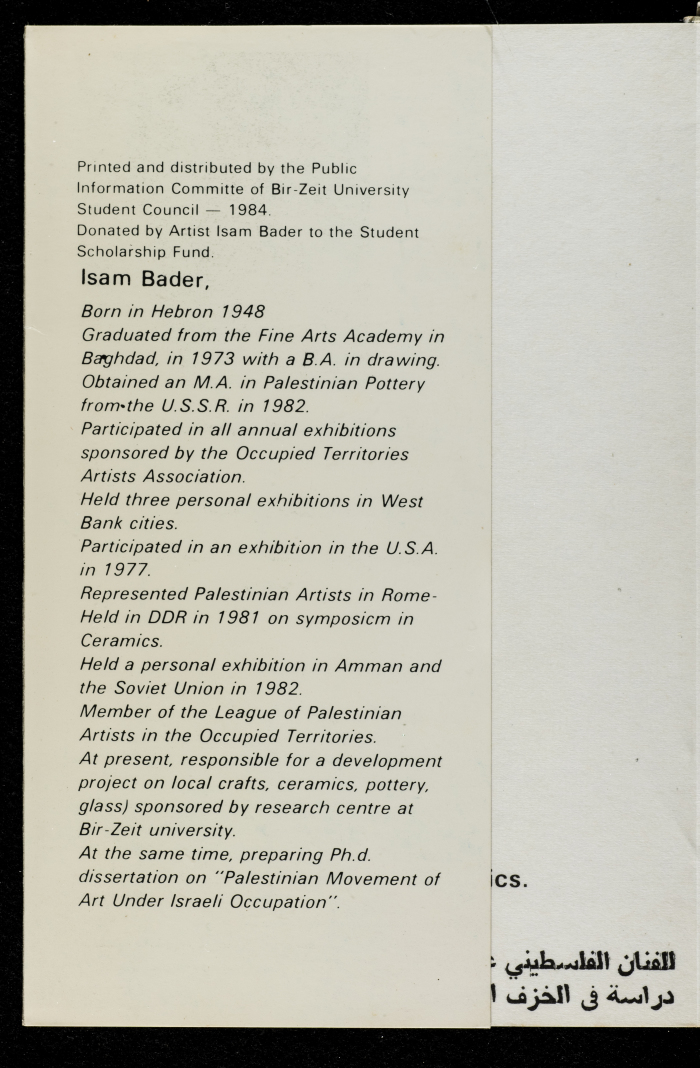 Printed and distributed by the Public
Information Committe of Bir-Zeit University
Student Council — 1984.
Donated by Artist Isam Bader to the Student
Scholarship Fund.
Isam Bader,
Born in Hebron 1948
Graduated from the Fine Arts Academy in
Baghdad, in 1973 with a B.A. in drawing.
Obtained an M.A. in Palestinian Pottery
from the U.S.S.R. in 1982.
Participated in all annual exhibitions
sponsored by the Occupied Territories
Artists Association.
Held three personal exhibitions in West
Bank cities.
Participated in an exhibition in the U.S.A.
in 1977.
Represented Palestinian Artists in Rome-
Held in DDR in 1981 on symposicm in
Ceramics.
Held a personal exhibition in Amman and
the Soviet Union in 1982.
Member of the League of Palestinian
Artists in the Occupied Territories.
At present, responsible for a development
project on local crafts, ceramics, pottery,
glass) sponsored by research centre at
Bir-Zeit university.
At the same time, preparing Ph.d.
dissertation on "Palestinian Movement of
Art Under Israeli Occupation".
ics.
للفنان الفلسطيني
دراسة في الخزف